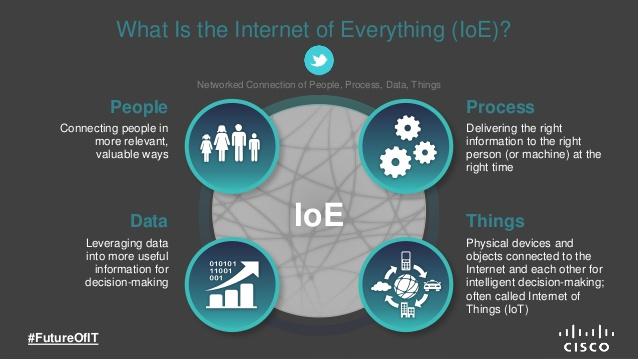 What Is the Internet of Everything (IoE)?
Networked Connection of People, Process, Data, Things
People
Connecting people in
more relevant,
valuable ways
Process
Delivering the right
information to the right
person (or machine) at the
right time
IoE
Data
Leveraging data
into more useful
information for
decision-making
010101
11001
001
Things
Physical devices and
objects connected to the
Internet and each other for
intelligent decision-making;
often called Internet of
Things (IoT)
#FutureOfIT
CISCO